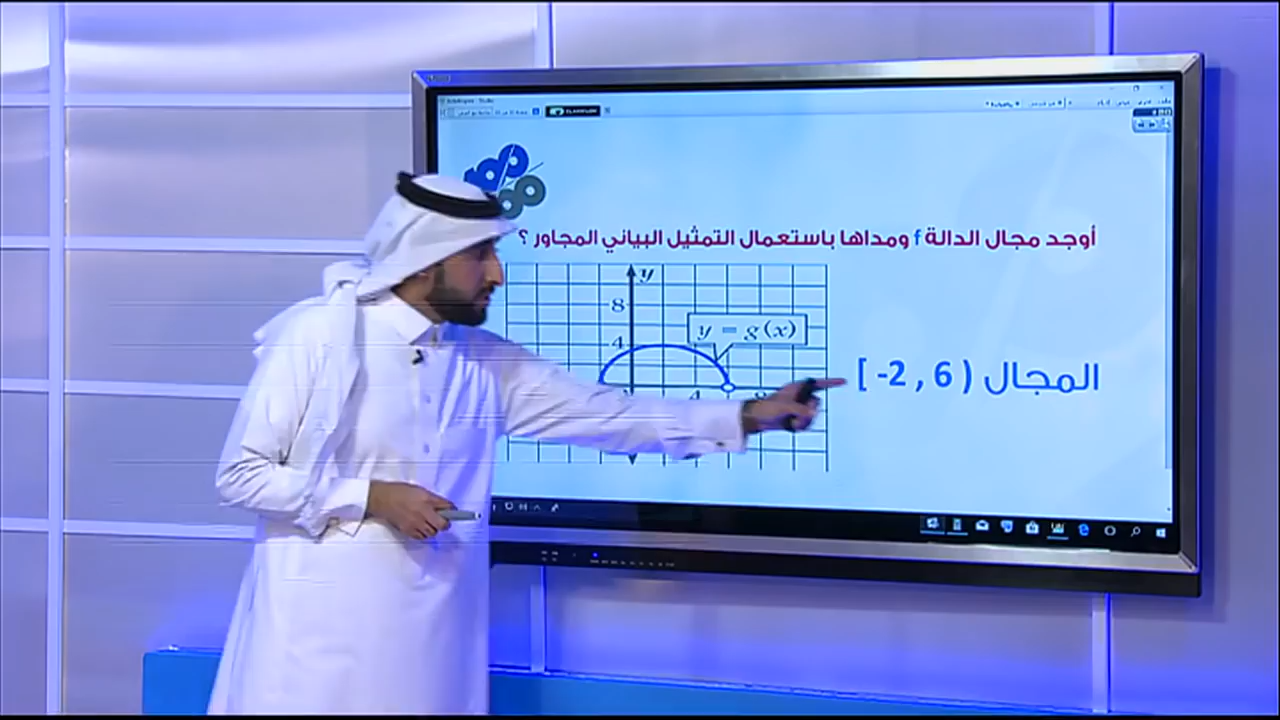 أوجد مجال الدالة f ومداها باستعمال التمثيل البياني المجاور ؟
y
8
y = g(x)
4
المجال [ -2 , 6 )
4